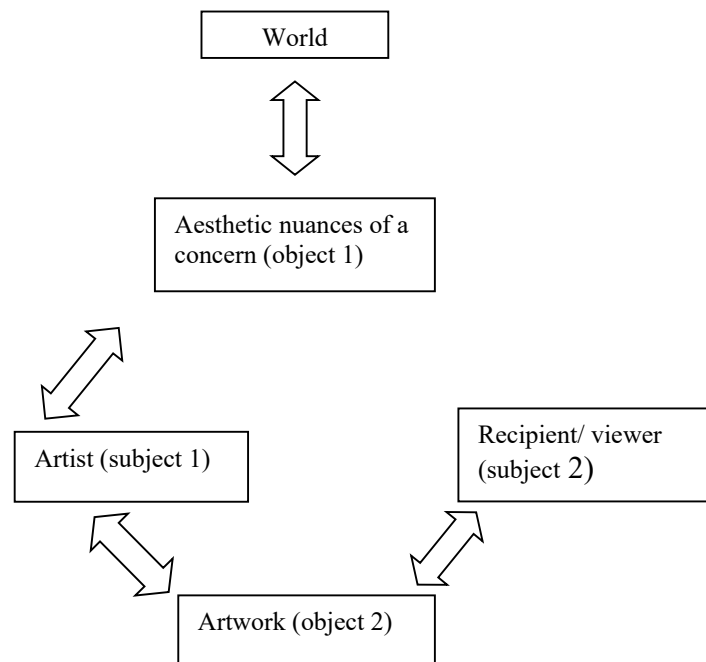 World
Aesthetic nuances of a
concern (object 1)
Artist (subject 1)
Recipient/ viewer
(subject 2)
Artwork (object 2)